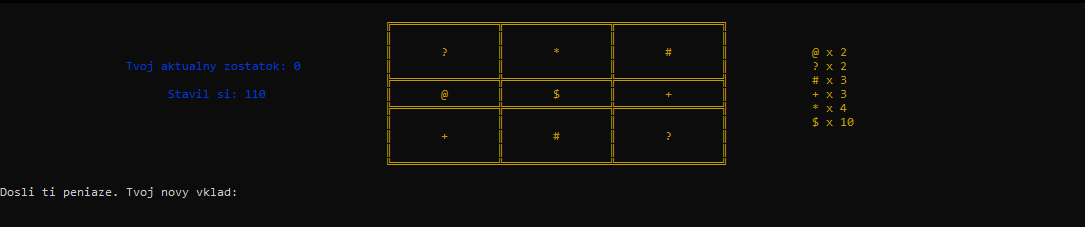 ? * #
@ x 2
Tvoj aktualny zostatok: 0
? x 2
# x 3
Stavil si: 110
@ $ +
+ x 3
* x 4
$ x 10
+ # ?
Dosli ti peniaze. Tvoj novy vklad: